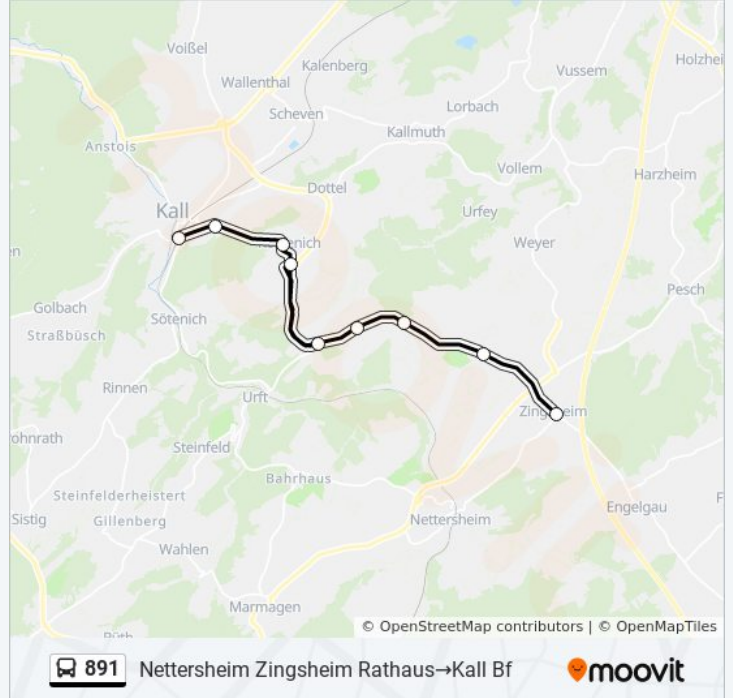 Voißel
Kalenberg
Holzhei
Wallenthal
Vussem
Scheven
Lorbach
Kallmuth
Anstois
Vollem
Harzheim
Dottel
Kall
Urfey
enich
Weyer
en
Pesch
Golbach
Sötenich
Straßbüsch
Rinnen
Urft
Zingsheim
ohnrath
Steinfeld
Bahrhaus
Steinfelderheistert
Engelgau
F
Sistig
Gillenberg
Nettersheim
Wahlen
Marmagen
© OpenStreetMap contributors | © OpenMapTiles
891 Nettersheim Zingsheim Rathaus→Kall Bf moovit